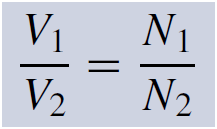 V₁/V₂ = N₁/N₂